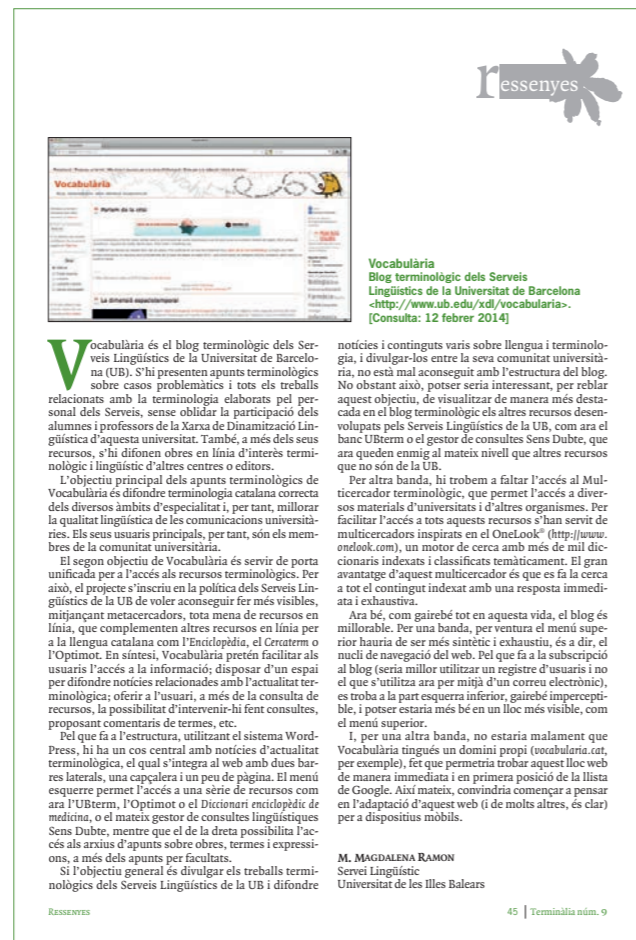 ressenyes
Vocabulària
Partem de la cita!
La dimensió espaciotemporal
Vocabulària
Blog terminològic dels Serveis
Lingüístics de la Universitat de Barcelona
<http://www.ub.edu/xdl/vocabularia>.
[Consulta: 12 febrer 2014]
Vocabulària és el blog terminològic dels Ser-
veis Lingüístics de la Universitat de Barcelo-
na (UB). S’hi presenten apunts terminològics
sobre casos problemàtics i tots els treballs
relacionats amb la terminologia elaborats pel per-
sonal dels Serveis, sense oblidar la participació dels
alumnes i professors de la Xarxa de Dinamització Lin-
güística d’aquesta universitat. També, a més dels seus
recursos, s’hi difonen obres en línia d’interès termi-
nològic i lingüístic d’altres centres o editors.
L’objectiu principal dels apunts terminològics de
Vocabulària és difondre terminologia catalana correcta
dels diversos àmbits d’especialitat i, per tant, millorar
la qualitat lingüística de les comunicacions università-
ries. Els seus usuaris principals, per tant, són els mem-
bres de la comunitat universitària.
El segon objectiu de Vocabulària és servir de porta
unificada per a l’accés als recursos terminològics. Per
això, el projecte s’inscriu en la política dels Serveis Lin-
güístics de la UB de voler aconseguir fer més visibles,
mitjançant metacercadors, tota mena de recursos en
línia, que complementen altres recursos en línia per
a la llengua catalana com l’Enciclopèdia, el Cercaterm o
l’Optimot. En síntesi, Vocabulària pretén facilitar als
usuaris l’accés a la informació; disposar d’un espai
per difondre notícies relacionades amb l’actualitat ter-
minològica; oferir a l’usuari, a més de la consulta de
recursos, la possibilitat d’intervenir-hi fent consultes,
proposant comentaris de termes, etc.
Pel que fa a l’estructura, utilitzant el sistema Word-
Press, hi ha un cos central amb notícies d’actualitat
terminològica, el qual s’integra al web amb dues bar-
res laterals, una capçalera i un peu de pàgina. El menú
esquerre permet l’accés a una sèrie de recursos com
ara l’UBterm, l’Optimot o el Diccionari enciclopèdic de
medicina, o el mateix gestor de consultes lingüístiques
Sens Dubte, mentre que el de la dreta possibilita l’ac-
cés als arxius d’apunts sobre obres, termes i expressi-
ons, a més dels apunts per facultats.
Si l’objectiu general és divulgar els treballs termi-
nològics dels Serveis Lingüístics de la UB i difondre
notícies i continguts varis sobre llengua i terminolo-
gia, i divulgar-los entre la seva comunitat università-
ria, no està mal aconseguit amb l’estructura del blog.
No obstant això, potser seria interessant, per reblar
aquest objectiu, de visualitzar de manera més desta-
cada en el blog terminològic els altres recursos desen-
volupats pels Serveis Lingüístics de la UB, com ara el
banc UBterm o el gestor de consultes Sens Dubte, que
ara queden enmig al mateix nivell que altres recursos
que no són de la UB.
Per altra banda, hi trobem a faltar l’accés al Mul-
ticercador terminològic, que permet l’accés a diver-
sos materials d’universitats i d’altres organismes. Per
facilitar l’accés a tots aquests recursos s’han servit de
multicercadors inspirats en el OneLook® (http://www.
onelook.com), un motor de cerca amb més de mil dic-
cionaris indexats i classificats temàticament. El gran
avantatge d’aquest multicercador és que es fa la cerca
a tot el contingut indexat amb una resposta immedi-
ata i exhaustiva.
Ara bé, com gairebé tot en aquesta vida, el blog és
millorable. Per una banda, per ventura el menú supe-
rior hauria de ser més sintètic i exhaustiu, és a dir, el
nucli de navegació del web. Pel que fa a la subscripció
al blog (seria millor utilitzar un registre d’usuaris i no
el que s’utilitza ara per mitjà d’un correu electrònic),
es troba a la part esquerra inferior, gairebé imperceptí-
ble, i potser estaria més bé en un lloc més visible, com
el menú superior.
I, per una altra banda, no estaria malament que
Vocabulària tingués un domini propi (vocabularia.cat,
per exemple), fet que permetria trobar aquest lloc web
de manera immediata i en primera posició de la llista
de Google. Així mateix, convindria començar a pensar
en l’adaptació d’aquest web (i de molts altres, és clar)
per a dispositius mòbils.
M. Magdalena Ramon
Servei Lingüístic
Universitat de les Illes Balears
Ressenyes
45 | Terminàlia núm. 9